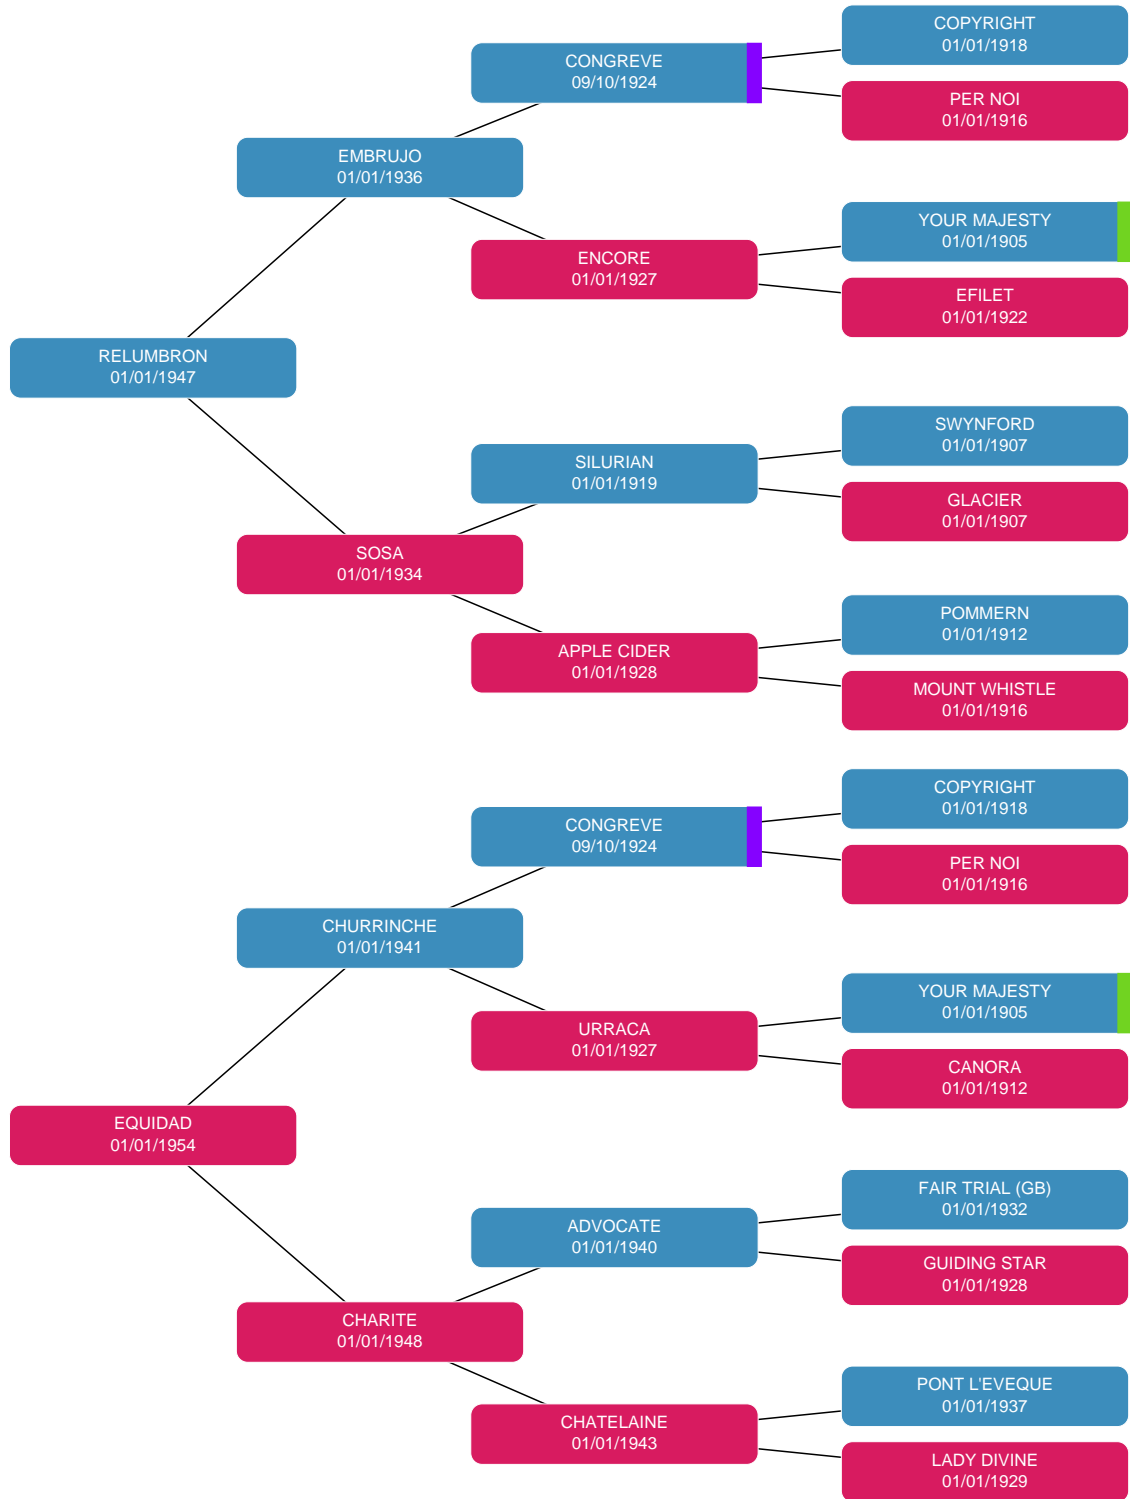 COPYRIGHT
01/01/1918
CONGREVE
09/10/1924
PER NOI
01/01/1916
EMBRUJO
01/01/1936
YOUR MAJESTY
01/01/1905
ENCORE
01/01/1927
EFILET
01/01/1922
RELUMBRON
01/01/1947
SWYNFORD
01/01/1907
SILURIAN
01/01/1919
GLACIER
01/01/1907
SOSA
01/01/1934
POMMERN
01/01/1912
APPLE CIDER
01/01/1928
MOUNT WHISTLE
01/01/1916
COPYRIGHT
01/01/1918
CONGREVE
09/10/1924
PER NOI
01/01/1916
CHURRINCHE
01/01/1941
YOUR MAJESTY
01/01/1905
URRACA
01/01/1927
CANORA
01/01/1912
EQUIDAD
01/01/1954
FAIR TRIAL (GB)
01/01/1932
ADVOCATE
01/01/1940
GUIDING STAR
01/01/1928
CHARITE
01/01/1948
PONT L'EVEQUE
01/01/1937
CHATELAINE
01/01/1943
LADY DIVINE
01/01/1929